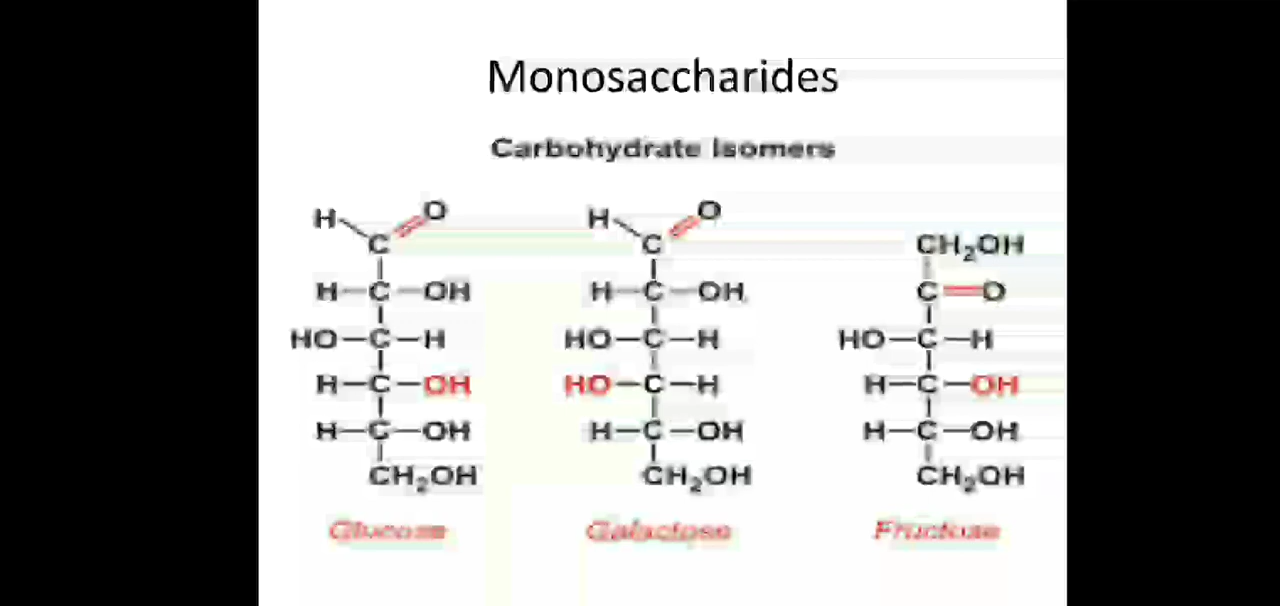 Monosaccharides
Carbohydrate Isomers
H O H O
C C CH₂OH
H—C—OH H—C—OH C=O
HO—C—H HO—C—H HO—C—H
H—C—OH HO—C—H H—C—OH
H—C—OH H—C—OH H—C—OH
CH₂OH CH₂OH CH₂OH
Glucose Galactose Fructose